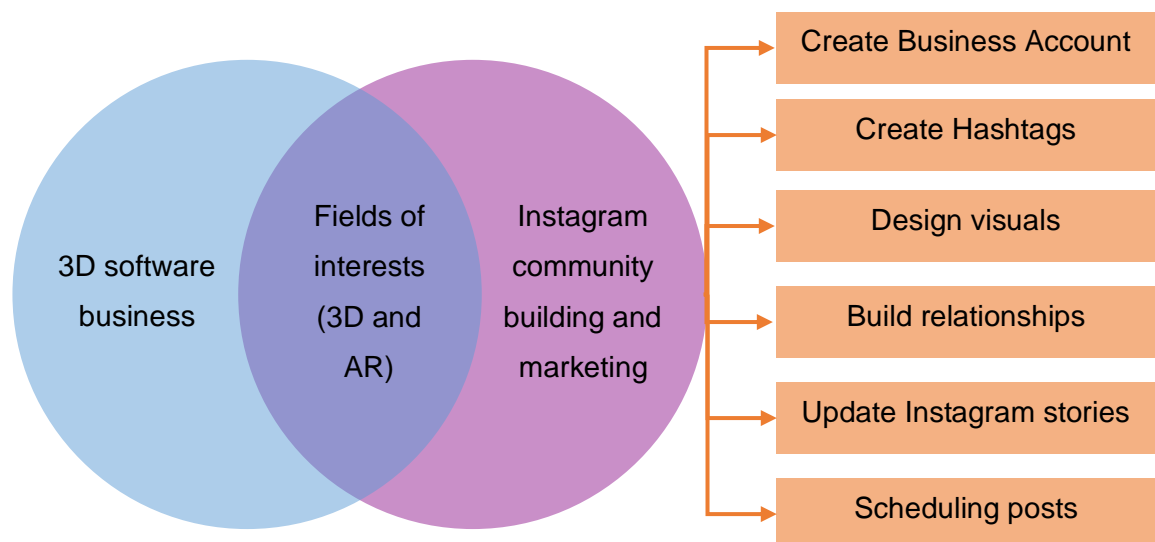 3D software
business
Fields of
interests
(3D and
AR)
Instagram
community
building and
marketing
Create Business Account
Create Hashtags
Design visuals
Build relationships
Update Instagram stories
Scheduling posts